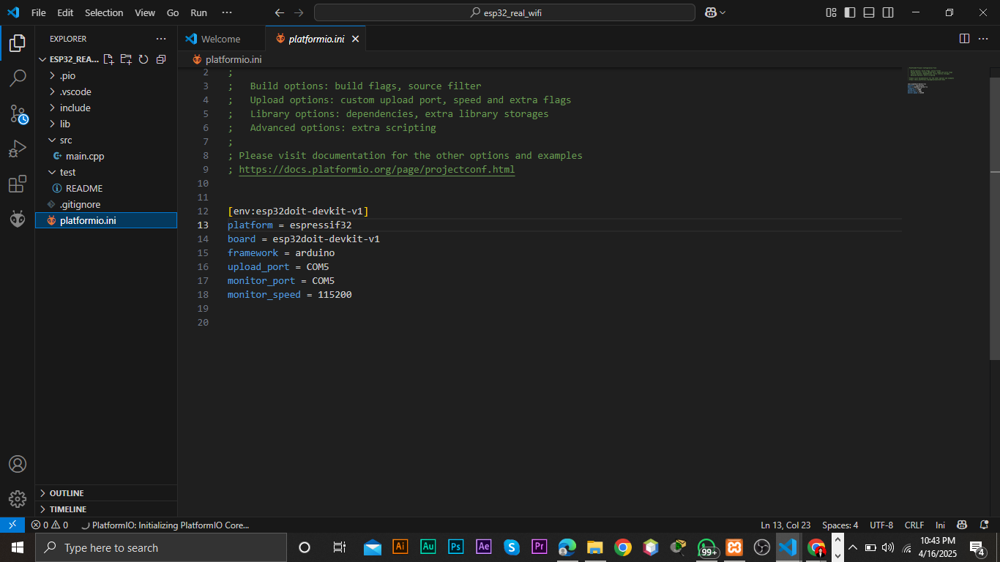 File Edit Selection View Go Run ···
esp32_real_wifi
EXPLORER ···
ESP32_REA...
.pio
.vscode
include
lib
src
main.cpp
test
README
.gitignore
platformio.ini
OUTLINE
TIMELINE
Welcome
platformio.ini
platformio.ini
2 ;
3 ;   Build options: build flags, source filter
4 ;   Upload options: custom upload port, speed and extra flags
5 ;   Library options: dependencies, extra library storages
6 ;   Advanced options: extra scripting
7 ;
8 ; Please visit documentation for the other options and examples
9 ; https://docs.platformio.org/page/projectconf.html
10
11
12 [env:esp32doit-devkit-v1]
13 platform = espressif32
14 board = esp32doit-devkit-v1
15 framework = arduino
16 upload_port = COM5
17 monitor_port = COM5
18 monitor_speed = 115200
19
20
0 0 PlatformIO: Initializing PlatformIO Core...
Ln 13, Col 23 Spaces: 4 UTF-8 CRLF Ini
Type here to search
Ai Au Ps Ae Pr
99+
10:43 PM
4/16/2025
4